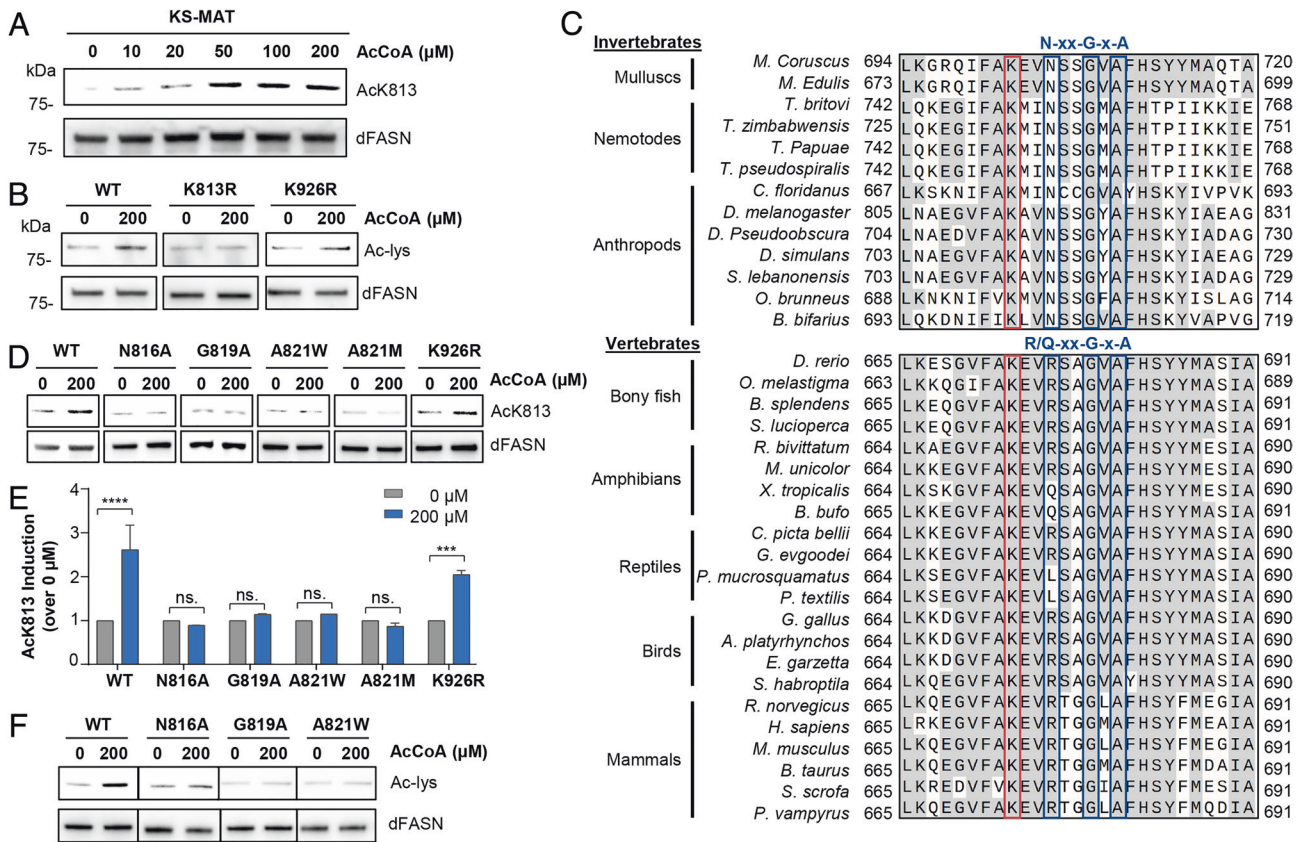 A
KS-MAT
0 10 20 50 100 200 AcCoA (µM)
kDa
75-
AcK813
75-
dFASN
B
WT K813R K926R
0 200 0 200 0 200 AcCoA (µM)
kDa
75-
Ac-lys
75-
dFASN
C
N-xx-G-x-A
Invertebrates
Mulluscs
Nemotodes
Anthropods
M. Coruscus 694 LKGRQIFAKEVNSSGVAFHSYYMAQTA 720
M. Edulis 673 LKGRQIFAKEVNSSGVAFHSYYMAQTA 699
T. britovi 742 LQKEGIFAKMINSSGMAFHTPIIKKIE 768
T. zimbabwensis 725 LQKEGIFAKMINSSGMAFHTPIIKKIE 751
T. Papuae 742 LQKEGIFAKMINSSGMAFHTPIIKKIE 768
T. pseudospiralis 742 LQKEGIFAKMINSSGMAFHTPIIKKIE 768
C. floridanus 667 LKSKNIFAKMINCCGVAYHSKYIVPVK 693
D. melanogaster 805 LNAEGVFAKAVNSSGYAFHSKYIAEAG 831
D. Pseudoobscura 704 LNAEDVFAKAVNSSGYAFHSKYIADAG 730
D. simulans 703 LNAEGVFAKAVNSSGYAFHSKYIAEAG 729
S. lebanonensis 703 LNAEGVFAKAVNSSGYAFHSKYIADAG 729
O. brunneus 688 LKNKNIFVKMVNSSGFAFHSKYISLAG 714
B. bifarius 693 LQKDNIFIKLVNSSGVAFHSKYVAPVG 719
Vertebrates
R/Q-xx-G-x-A
Bony fish
Amphibians
Reptiles
Birds
Mammals
D. rerio 665 LKESGVFAKEVRSAGVAFHSYYMASIA 691
O. melastigma 663 LKKQGIFAKEVRSAGVAFHSYYMASIA 689
B. splendens 665 LKEQGVFAKEVRSAGVAFHSYYMASIA 691
S. lucioperca 665 LKEQGVFAKEVRSAGVAFHSYYMASIA 691
R. bivittatum 664 LKAEGVFAKEVRSAGVAFHSYYMESIA 690
M. unicolor 664 LKKEGVFAKEVRSAGVAFHSYYMASIA 690
X. tropicalis 664 LKSKGVFAKEVQSAGVAFHSYYMESIA 690
B. bufo 665 LKKEGVFAKEVQSAGVAFHSYYMASIA 691
C. picta bellii 664 LKKEGVFAKEVRSAGVAFHSYYMASIA 690
G. evgoodei 664 LKKEGVFAKEVRSAGVAFHSYYMASIA 690
P. mucrosquamatus 664 LKSEGVFAKEVLSAGVAFHSYYMASIA 690
P. textilis 664 LKSEGVFAKEVLSAGVAFHSYYMASIA 690
G. gallus 664 LKKDGVFAKEVRSAGVAFHSYYMASIA 690
A. platyrhynchos 664 LKKDGVFAKEVRSAGVAFHSYYMASIA 690
E. garzetta 664 LKKDGVFAKEVRSAGVAFHSYYMASIA 690
S. habroptila 664 LKQEGVFAKEVRSAGVAYHSYYMASIA 690
R. norvegicus 665 LKQEGVFAKEVRTGGLAFHSYFMEGIA 691
H. sapiens 665 LRKEGVFAKEVRTGGMAFHSYFMEAIA 691
M. musculus 665 LKQEGVFAKEVRTGGLAFHSYFMEGIA 691
B. taurus 665 LKQEGVFAKEVRTGGMAFHSYFMDAIA 691
S. scrofa 665 LKREDVFVKEVRTGGIAFHSYFMESIA 691
P. vampyrus 665 LKQEGVFAKEVRTGGLAFHSYFMQDIA 691
D
WT N816A G819A A821W A821M K926R
0 200 0 200 0 200 0 200 0 200 0 200 AcCoA (µM)
AcK813
dFASN
E
AcK813 Induction
(over 0 µM)
4
3
2
1
0
0 µM
200 µM
**** ns. ns. ns. ns. ***
WT N816A G819A A821W A821M K926R
F
WT N816A G819A A821W
0 200 0 200 0 200 0 200 AcCoA (µM)
Ac-lys
dFASN